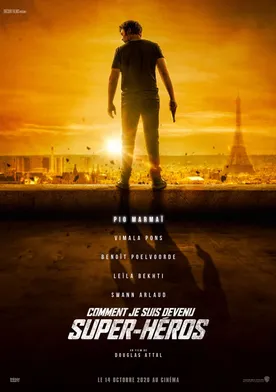 PIO MARMAÏ
VIMALA PONS
BENOÎT POELVOORDE
LEÏLA BEKHTI
SWANN ARLAUD
COMMENT JE SUIS DEVENU
SUPER-HÉROS
UN FILM DE
DOUGLAS ATTAL
LE 14 OCTOBRE 2020 AU CINÉMA